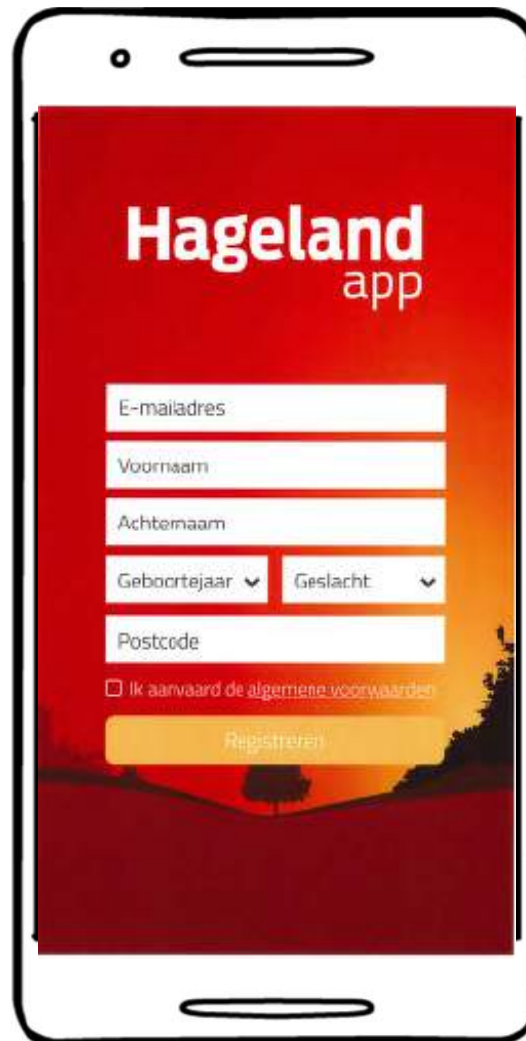 Hageland
app
E-mailadres
Voornaam
Achternaam
Geboortejaar Geslacht
Postcode
Ik aanvaard de algemene voorwaarden
Registreren